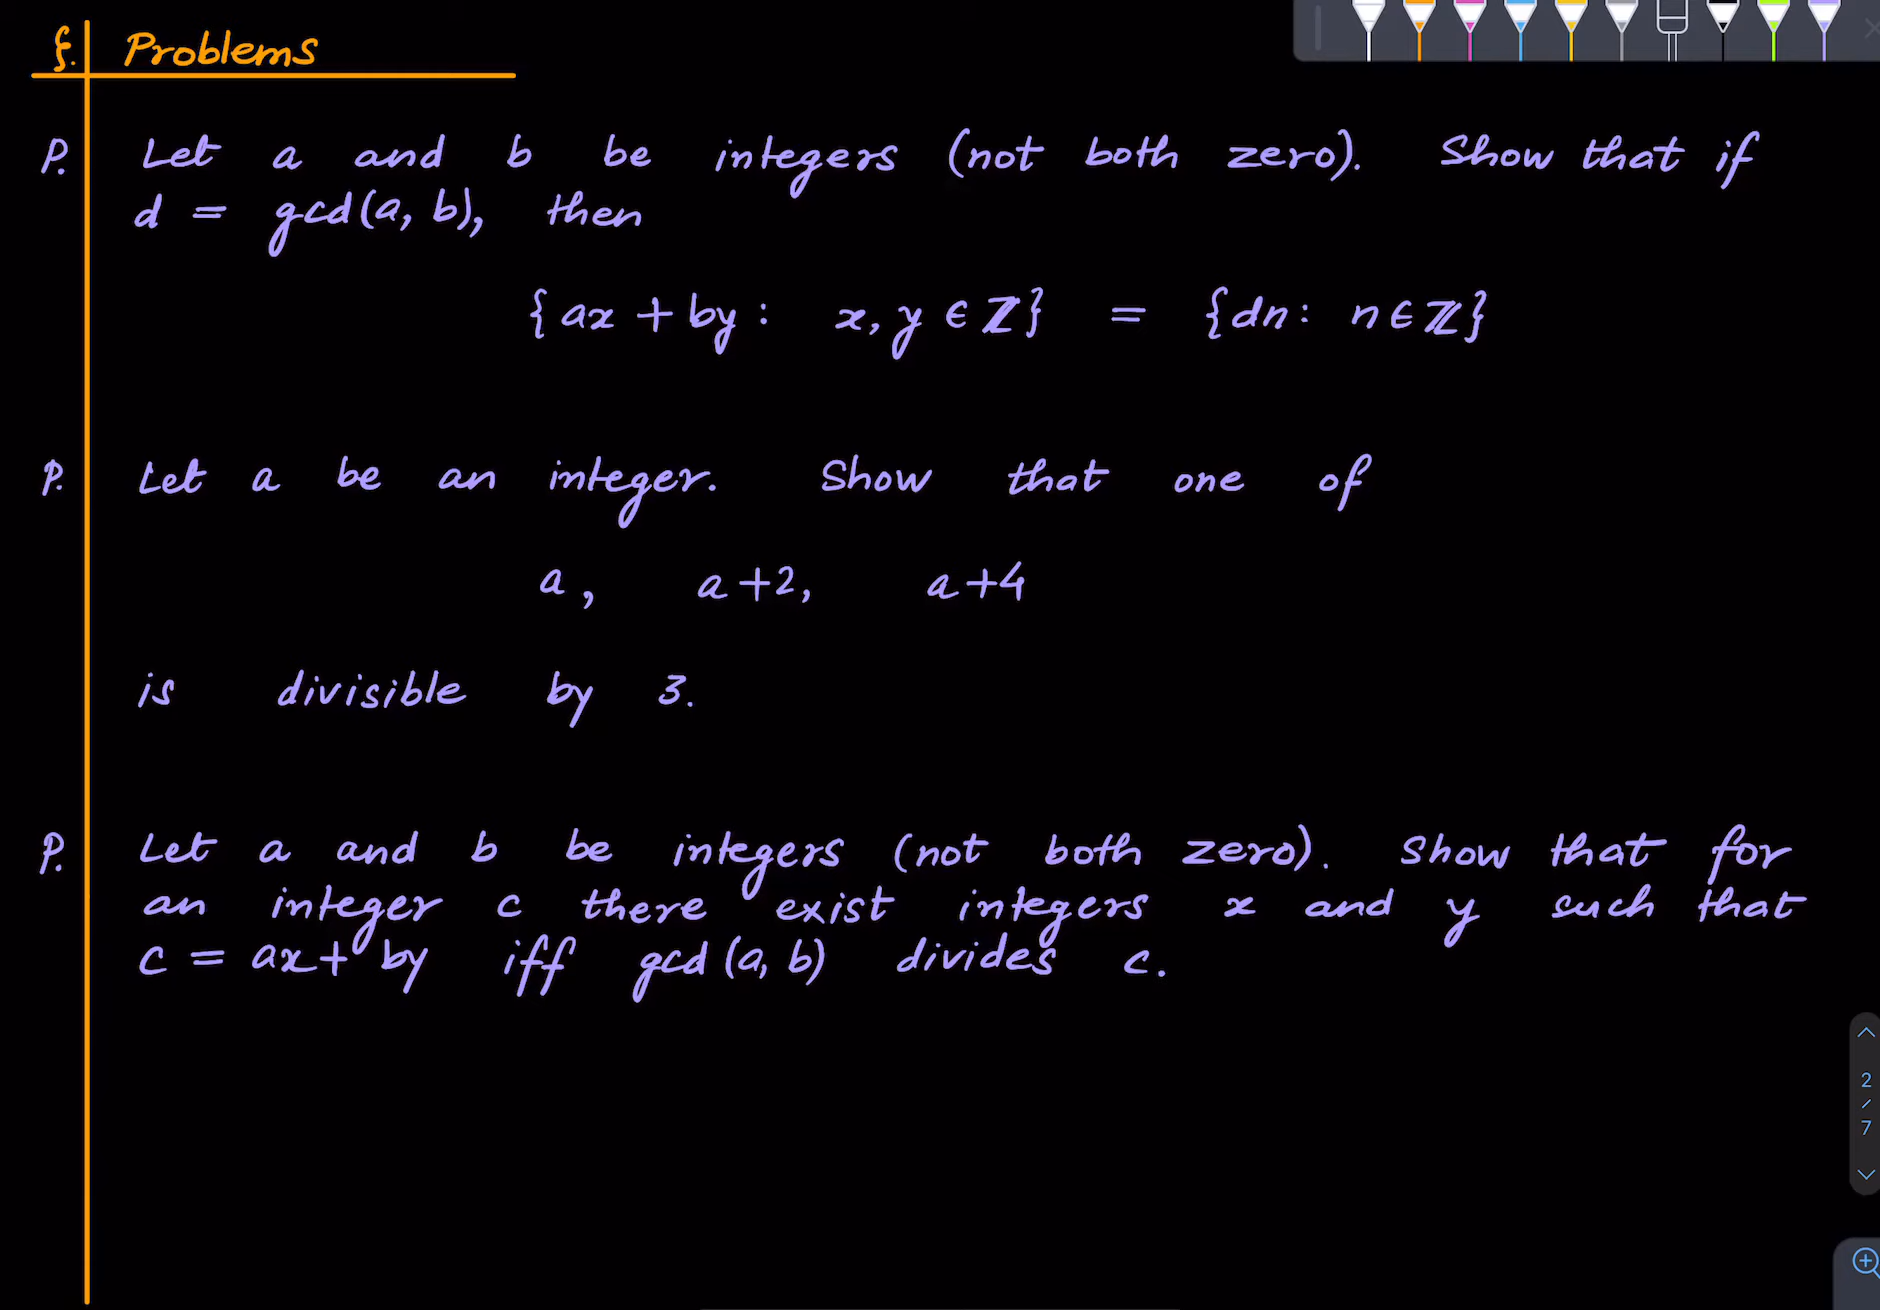 §. Problems
P. Let a and b be integers (not both zero). Show that if
d = gcd(a, b), then
{ax + by : x, y ∈ ℤ} = {dn : n ∈ ℤ}
P. Let a be an integer. Show that one of
a, a+2, a+4
is divisible by 3.
P. Let a and b be integers (not both zero). Show that for
an integer c there exist integers x and y such that
c = ax + by iff gcd (a, b) divides c.
2
/
7